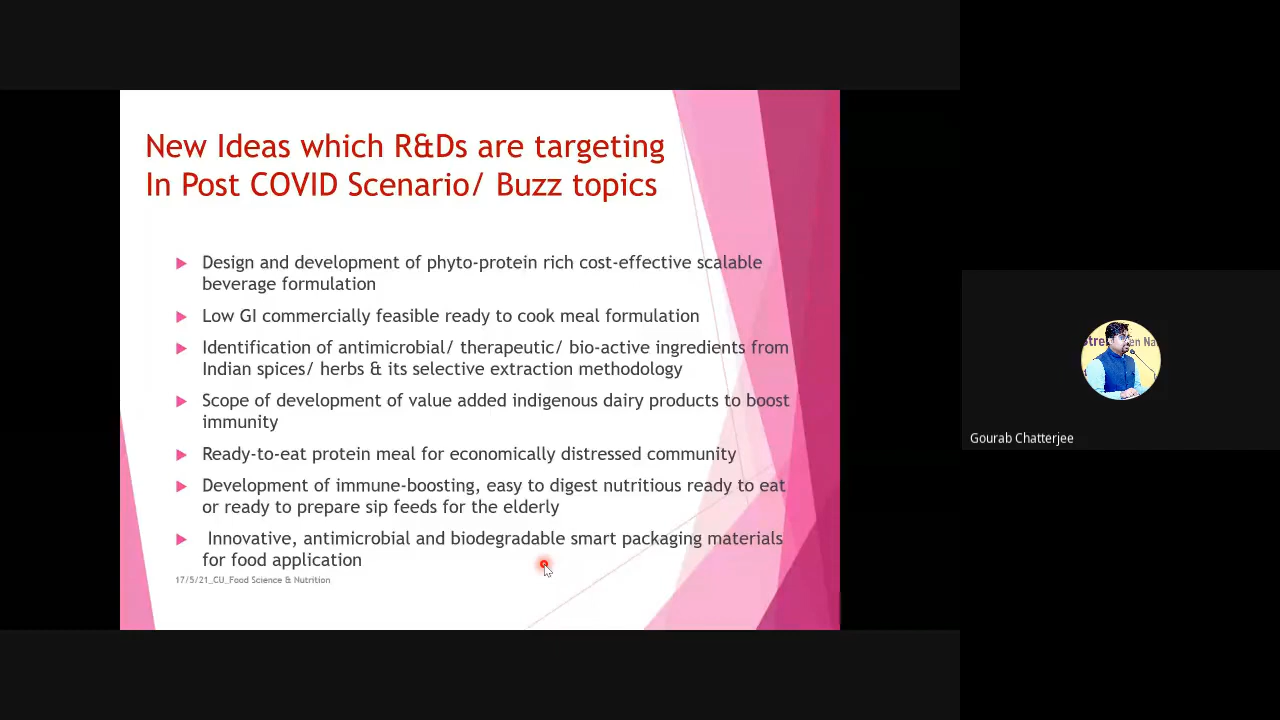 New Ideas which R&Ds are targeting
In Post COVID Scenario/ Buzz topics
Design and development of phyto-protein rich cost-effective scalable
beverage formulation
Low GI commercially feasible ready to cook meal formulation
Identification of antimicrobial/ therapeutic/ bio-active ingredients from
Indian spices/ herbs & its selective extraction methodology
Scope of development of value added indigenous dairy products to boost
immunity
Ready-to-eat protein meal for economically distressed community
Development of immune-boosting, easy to digest nutritious ready to eat
or ready to prepare sip feeds for the elderly
Innovative, antimicrobial and biodegradable smart packaging materials
for food application
17/5/21_CU_Food Science & Nutrition
Gourab Chatterjee